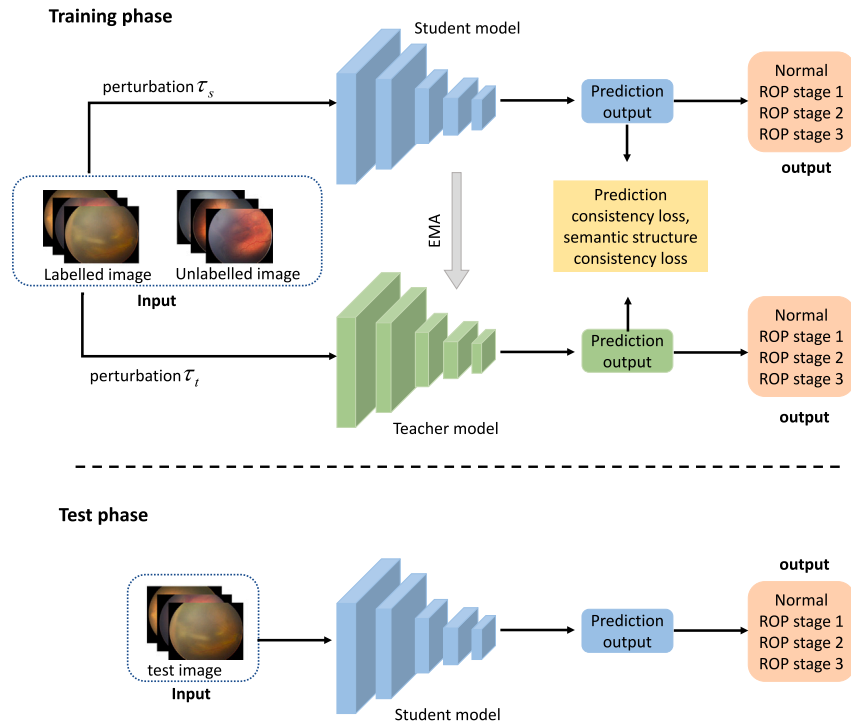 Training phase
Student model
perturbation τs
Prediction
output
Normal
ROP stage 1
ROP stage 2
ROP stage 3
output
Labelled image
Unlabelled image
Input
EMA
Prediction
consistency loss,
semantic structure
consistency loss
perturbation τt
Teacher model
Prediction
output
Normal
ROP stage 1
ROP stage 2
ROP stage 3
output
Test phase
test image
Input
Student model
Prediction
output
output
Normal
ROP stage 1
ROP stage 2
ROP stage 3